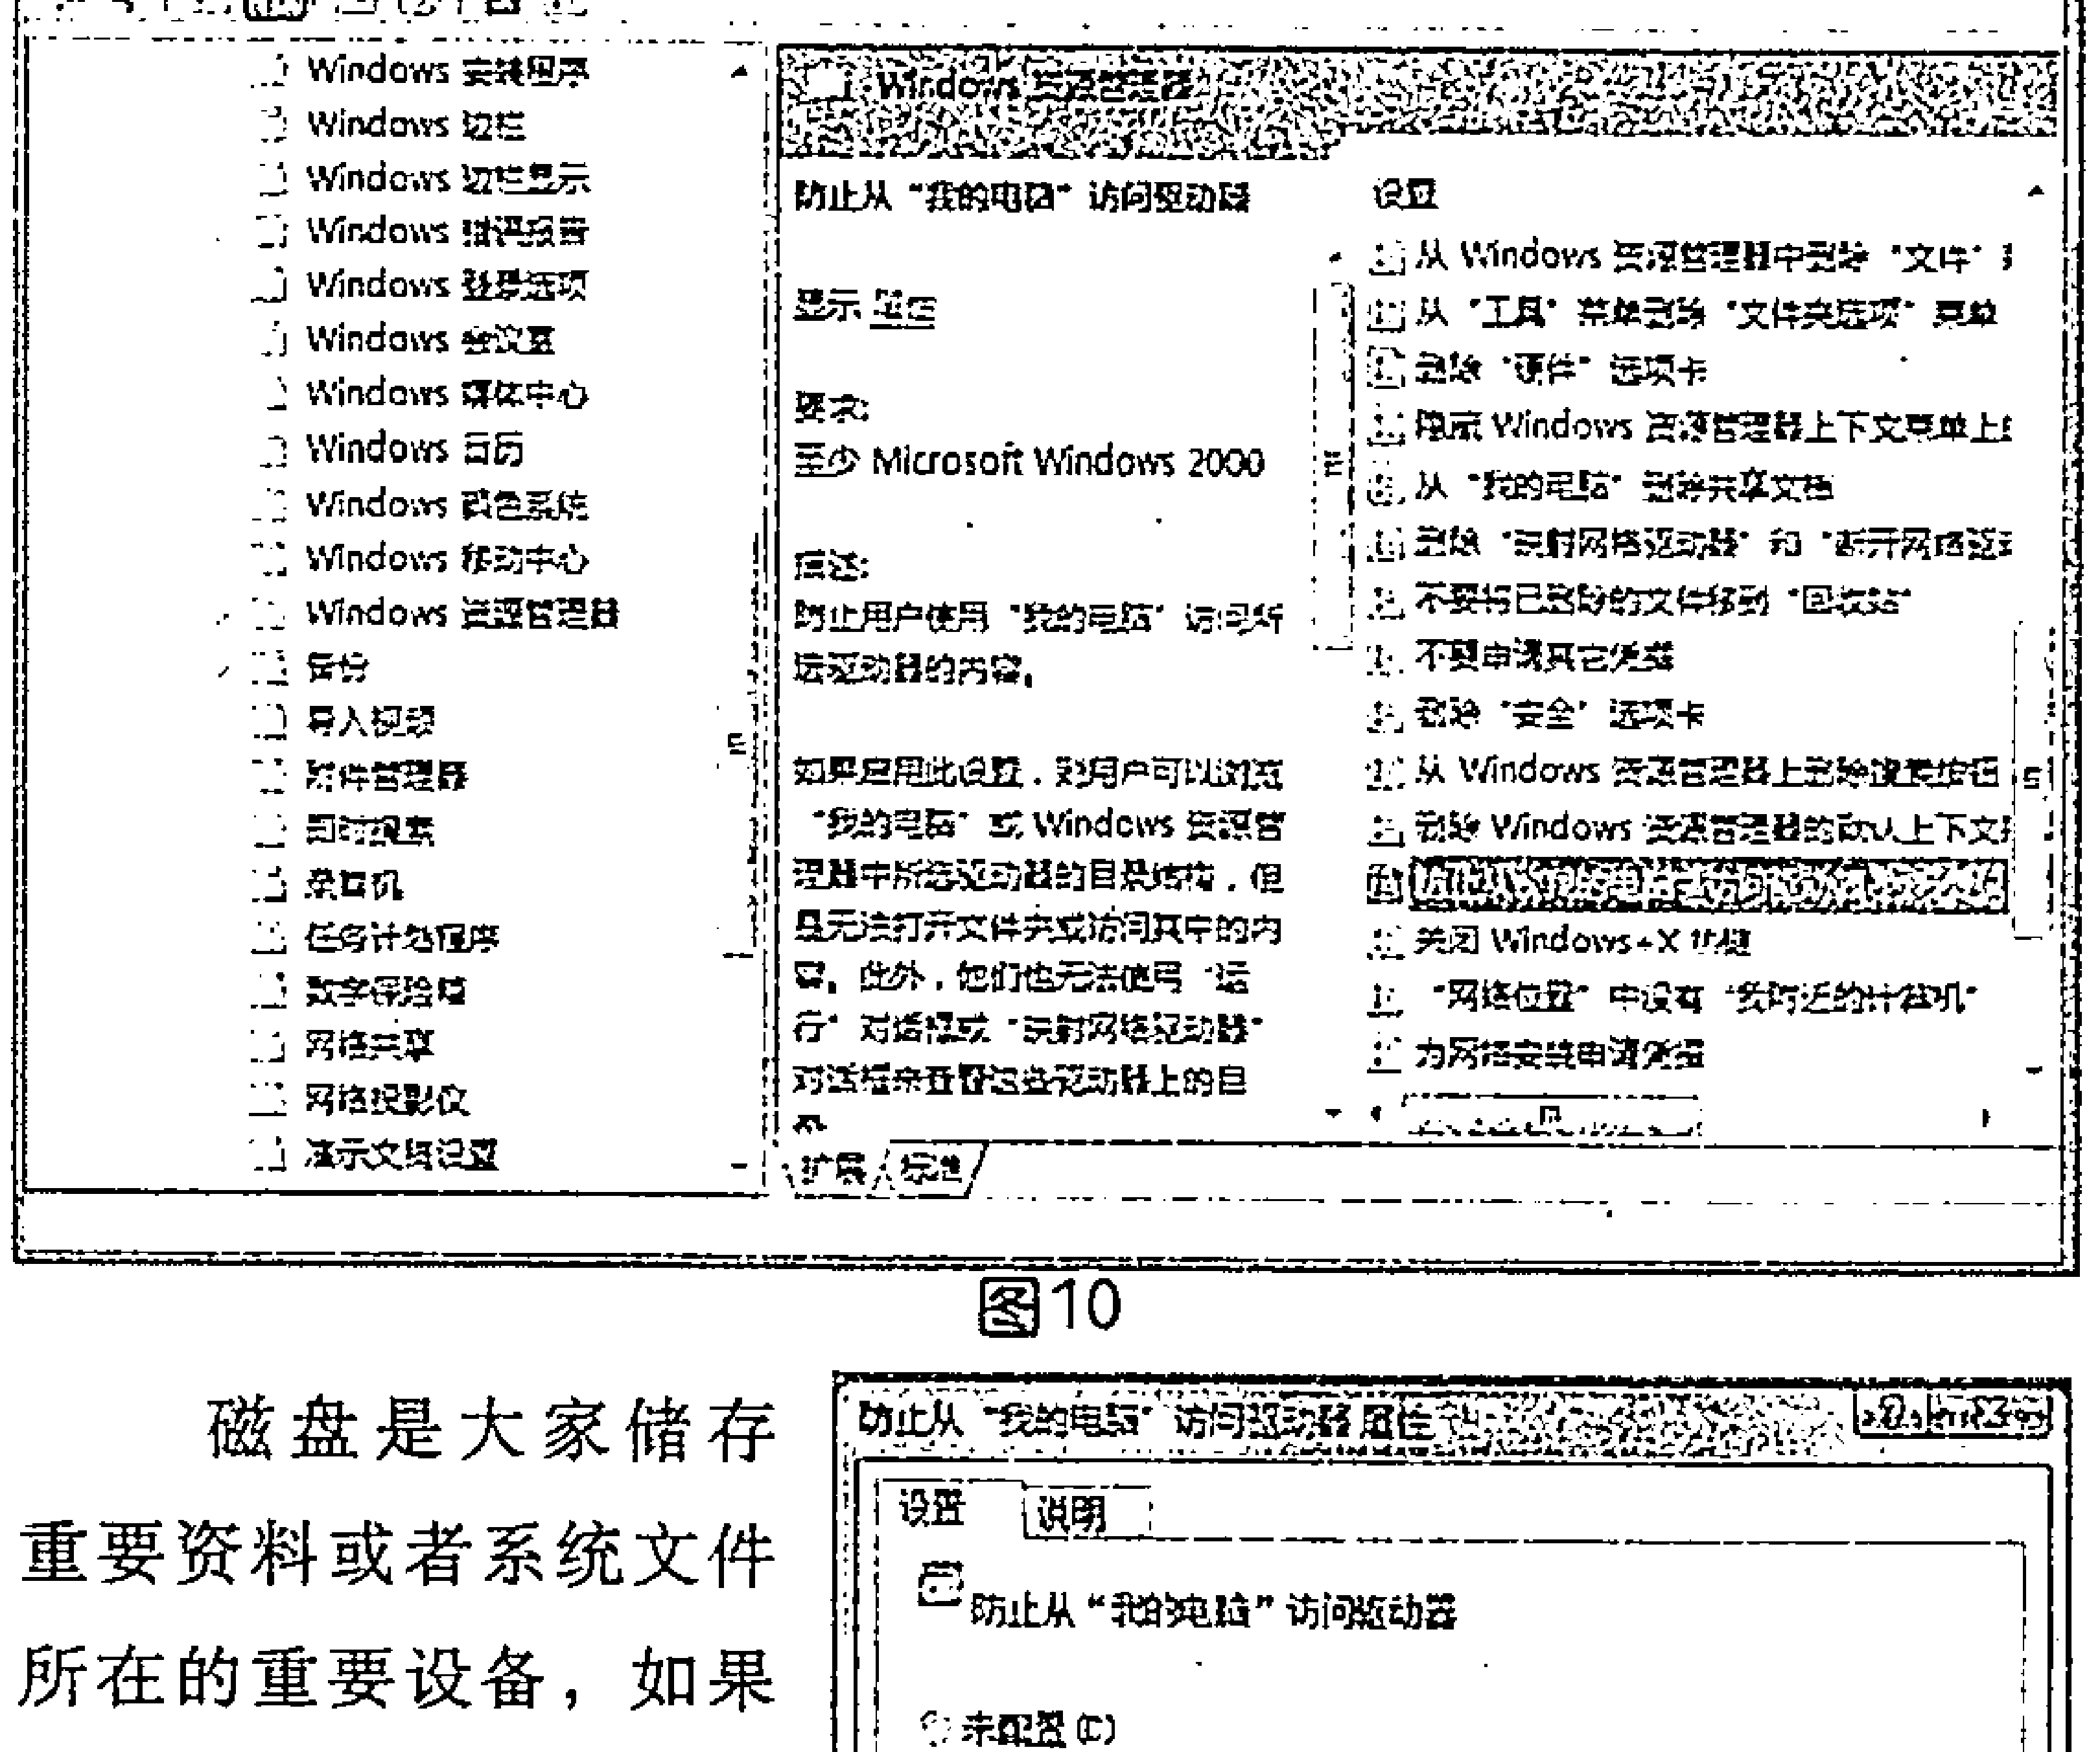 Windows 安装程序
Windows 边栏
Windows 边栏显示
Windows 错误报告
Windows 登录选项
Windows 会议室
Windows 媒体中心
Windows 日历
Windows 颜色系统
Windows 移动中心
Windows 资源管理器
备份
导入视频
附件管理器
即时搜索
录音机
任务计划程序
数字保险箱
网络共享
网络投影仪
演示文稿设置
Windows 资源管理器
防止从“我的电脑”访问驱动器
显示 属性
要求:
至少 Microsoft Windows 2000
描述:
防止用户使用“我的电脑”访问所
选驱动器的内容。
如果启用此设置，则用户可以浏览
“我的电脑”或 Windows 资源管
理器中所选驱动器的目录结构，但
是无法打开文件夹或访问其中的内
容。此外，他们也无法使用“运
行”对话框或“映射网络驱动器”
对话框来查看这些驱动器上的目
设置
从 Windows 资源管理器中删除“文件”
从“工具”菜单删除“文件夹选项”菜单
删除“硬件”选项卡
隐藏 Windows 资源管理器上下文菜单上
从“我的电脑”删除共享文档
删除“映射网络驱动器”和“断开网络驱
不要将已删除的文件移到“回收站”
不要申请其它凭据
删除“安全”选项卡
从 Windows 资源管理器上删除搜索按钮
删除 Windows 资源管理器的默认上下文
防止从“我的电脑”访问驱动器
关闭 Windows+X 热键
“网络位置”中没有“我附近的计算机”
为网络安装申请凭据
扩展 标准
图10
磁盘是大家储存
重要资料或者系统文件
所在的重要设备，如果
防止从“我的电脑”访问驱动器 属性
设置 说明
防止从“我的电脑”访问驱动器
未配置(C)